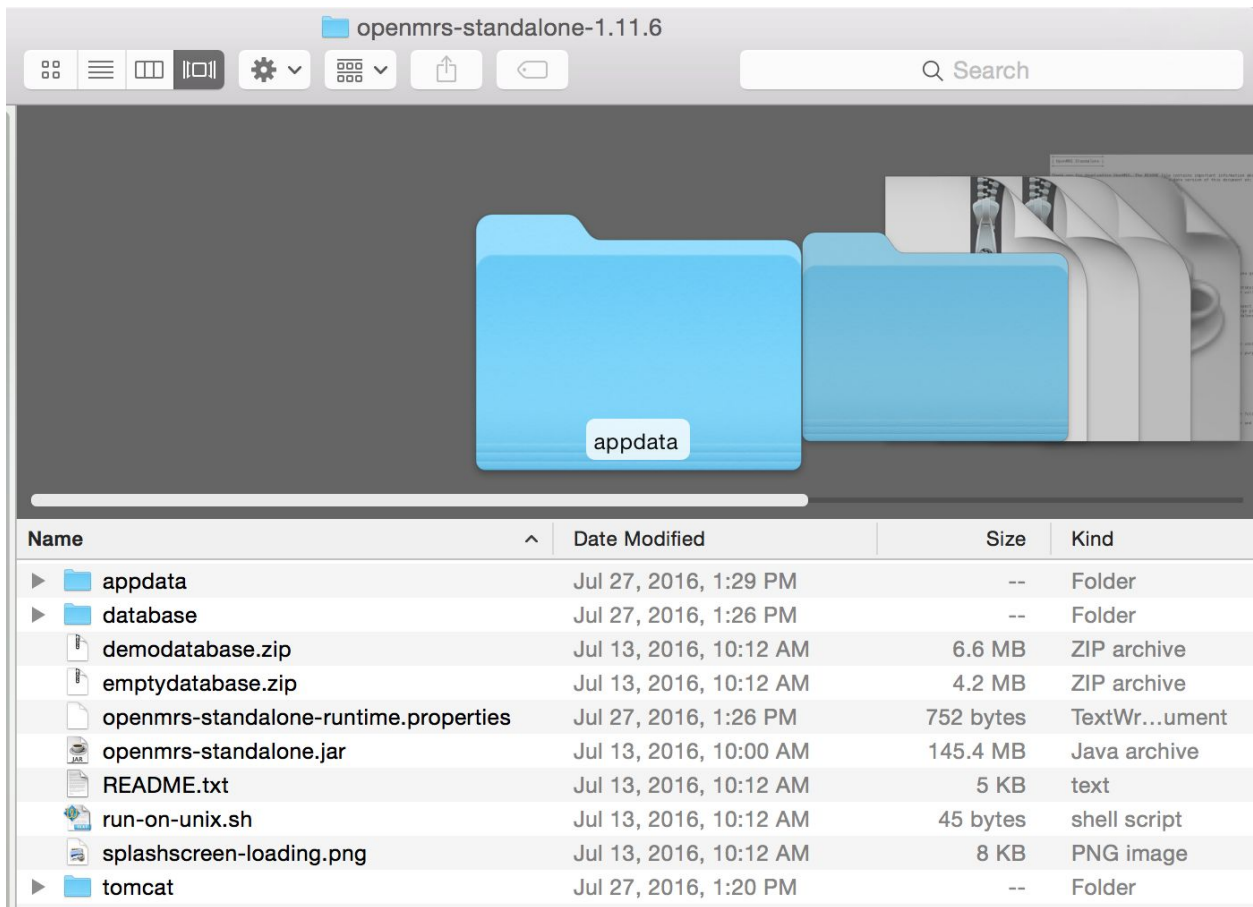 openmrs-standalone-1.11.6
Search
appdata
Name Date Modified Size Kind
appdata Jul 27, 2016, 1:29 PM -- Folder
database Jul 27, 2016, 1:26 PM -- Folder
demodatabase.zip Jul 13, 2016, 10:12 AM 6.6 MB ZIP archive
emptydatabase.zip Jul 13, 2016, 10:12 AM 4.2 MB ZIP archive
openmrs-standalone-runtime.properties Jul 27, 2016, 1:26 PM 752 bytes TextWr...ument
openmrs-standalone.jar Jul 13, 2016, 10:00 AM 145.4 MB Java archive
README.txt Jul 13, 2016, 10:12 AM 5 KB text
run-on-unix.sh Jul 13, 2016, 10:12 AM 45 bytes shell script
splashscreen-loading.png Jul 13, 2016, 10:12 AM 8 KB PNG image
tomcat Jul 27, 2016, 1:20 PM -- Folder